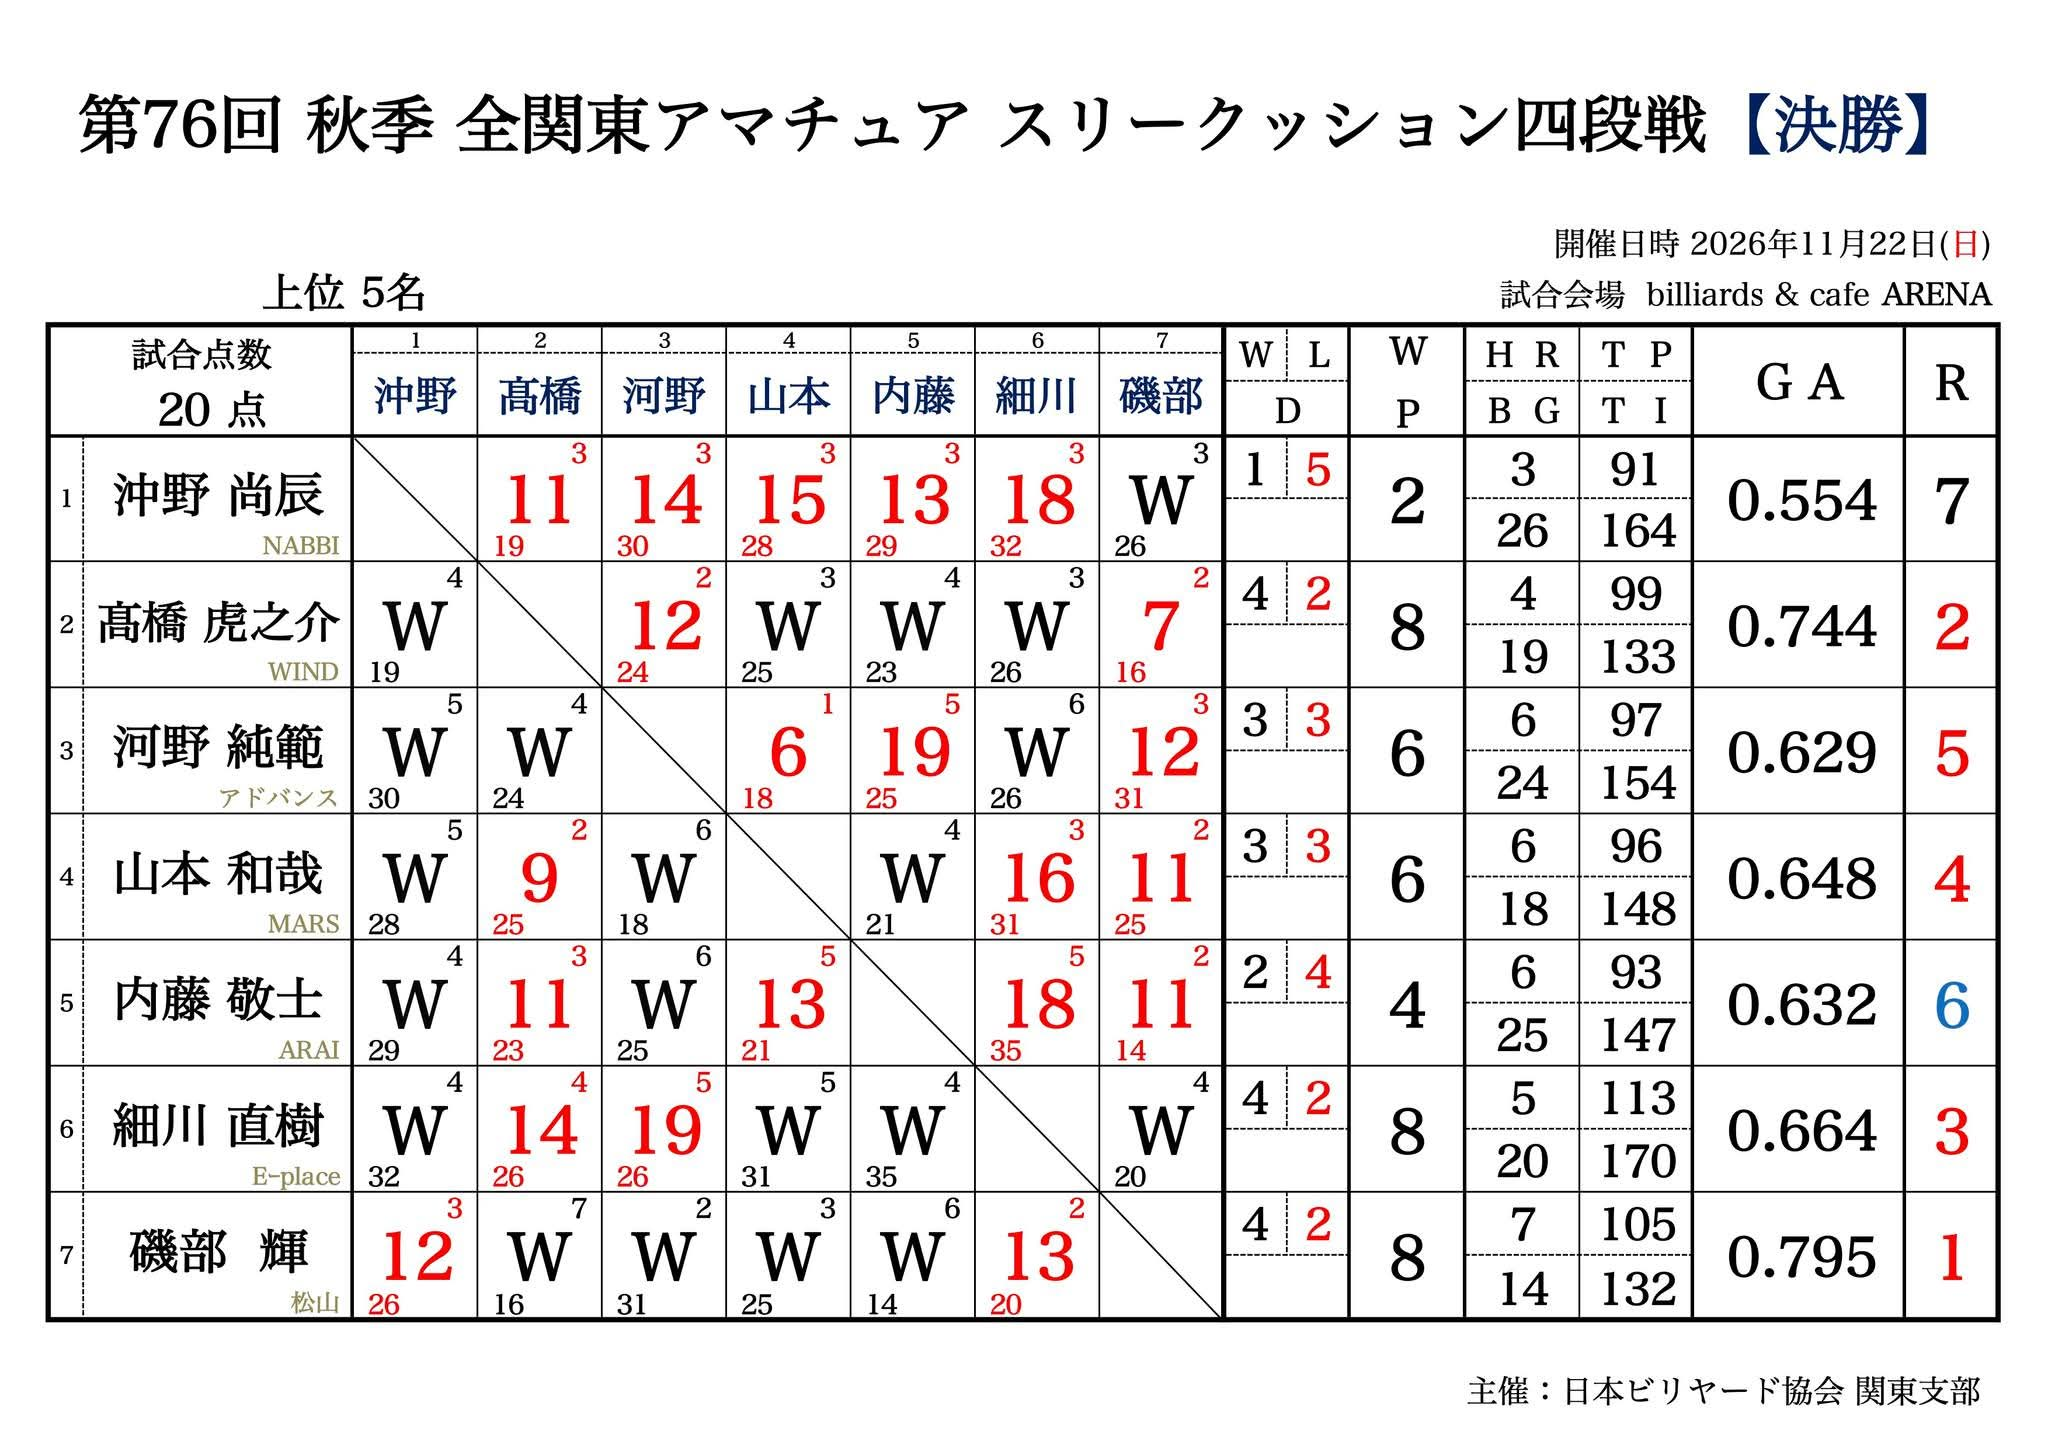 第76回 秋季 全関東アマチュア スリークッション四段戦【決勝】
開催日時 2026年11月22日(日)
上位 5名
試合会場 billiards & cafe ARENA
試合点数 1 2 3 4 5 6 7 W L W H R T P G A R
20 点 沖野 髙橋 河野 山本 内藤 細川 磯部 D P B G T I
3 3 3 3 3 3 1 5 3 91
1 沖野 尚辰 11 14 15 13 18 W 2 0.554 7
NABBI 19 30 28 29 32 26 26 164
4 2 3 4 3 2 4 2 4 99
2 髙橋 虎之介 W 12 W W W 7 8 0.744 2
WIND 19 24 25 23 26 16 19 133
5 4 1 5 6 3 3 3 6 97
3 河野 純範 W W 6 19 W 12 6 0.629 5
アドバンス 30 24 18 25 26 31 24 154
5 2 6 4 3 2 3 3 6 96
4 山本 和哉 W 9 W W 16 11 6 0.648 4
MARS 28 25 18 21 31 25 18 148
4 3 6 5 5 2 2 4 6 93
5 内藤 敬士 W 11 W 13 18 11 4 0.632 6
ARAI 29 23 25 21 35 14 25 147
4 4 5 5 4 4 4 2 5 113
6 細川 直樹 W 14 19 W W W 8 0.664 3
E-place 32 26 26 31 35 20 20 170
3 7 2 3 6 2 4 2 7 105
7 磯部 輝 12 W W W W 13 8 0.795 1
松山 26 16 31 25 14 20 14 132
主催：日本ビリヤード協会 関東支部